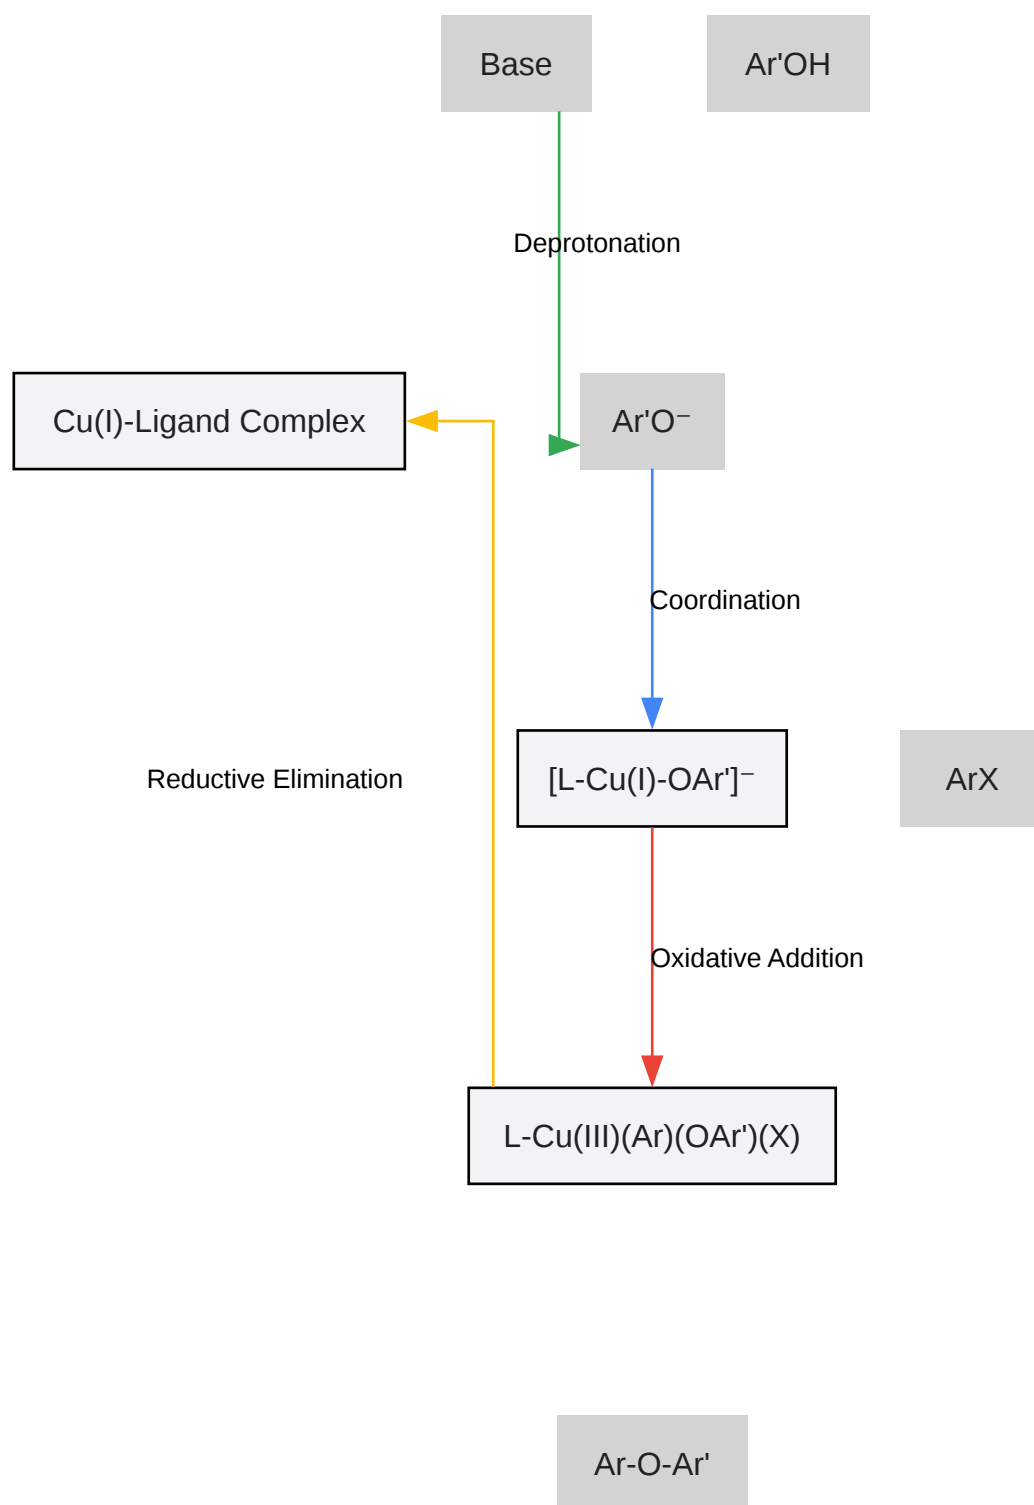 Base
Ar'OH
Deprotonation
Cu(I)-Ligand Complex
Ar'O⁻
Coordination
Reductive Elimination
[L-Cu(I)-OAr']⁻
ArX
Oxidative Addition
L-Cu(III)(Ar)(OAr')(X)
Ar-O-Ar'